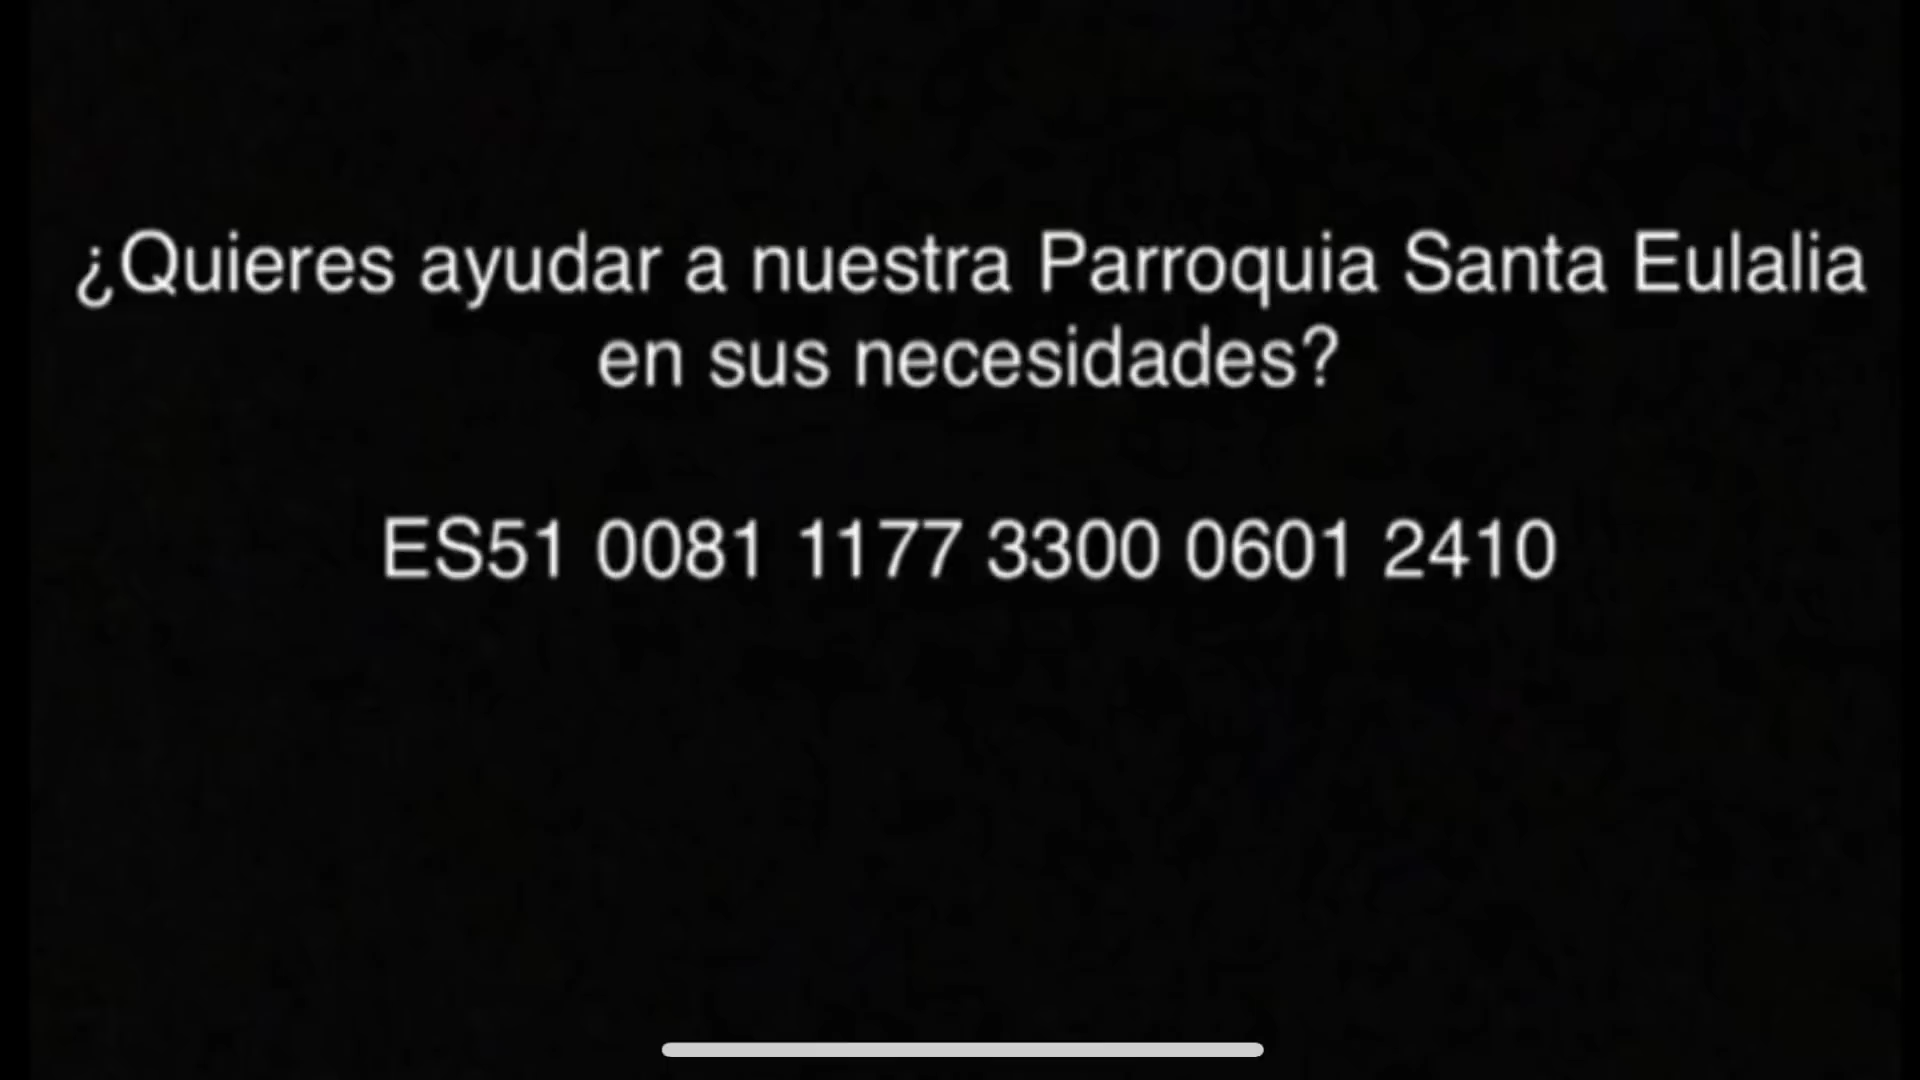 ¿Quieres ayudar a nuestra Parroquia Santa Eulalia
en sus necesidades?
ES51 0081 1177 3300 0601 2410